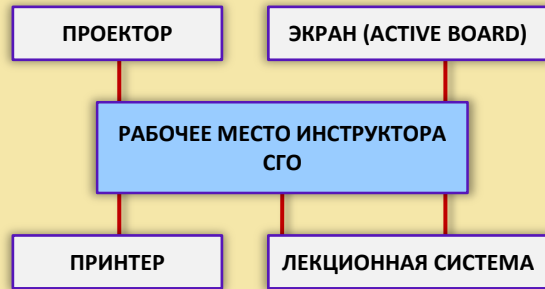 ПРОЕКТОР
ЭКРАН (ACTIVE BOARD)
РАБОЧЕЕ МЕСТО ИНСТРУКТОРА
СГО
ПРИНТЕР
ЛЕКЦИОННАЯ СИСТЕМА